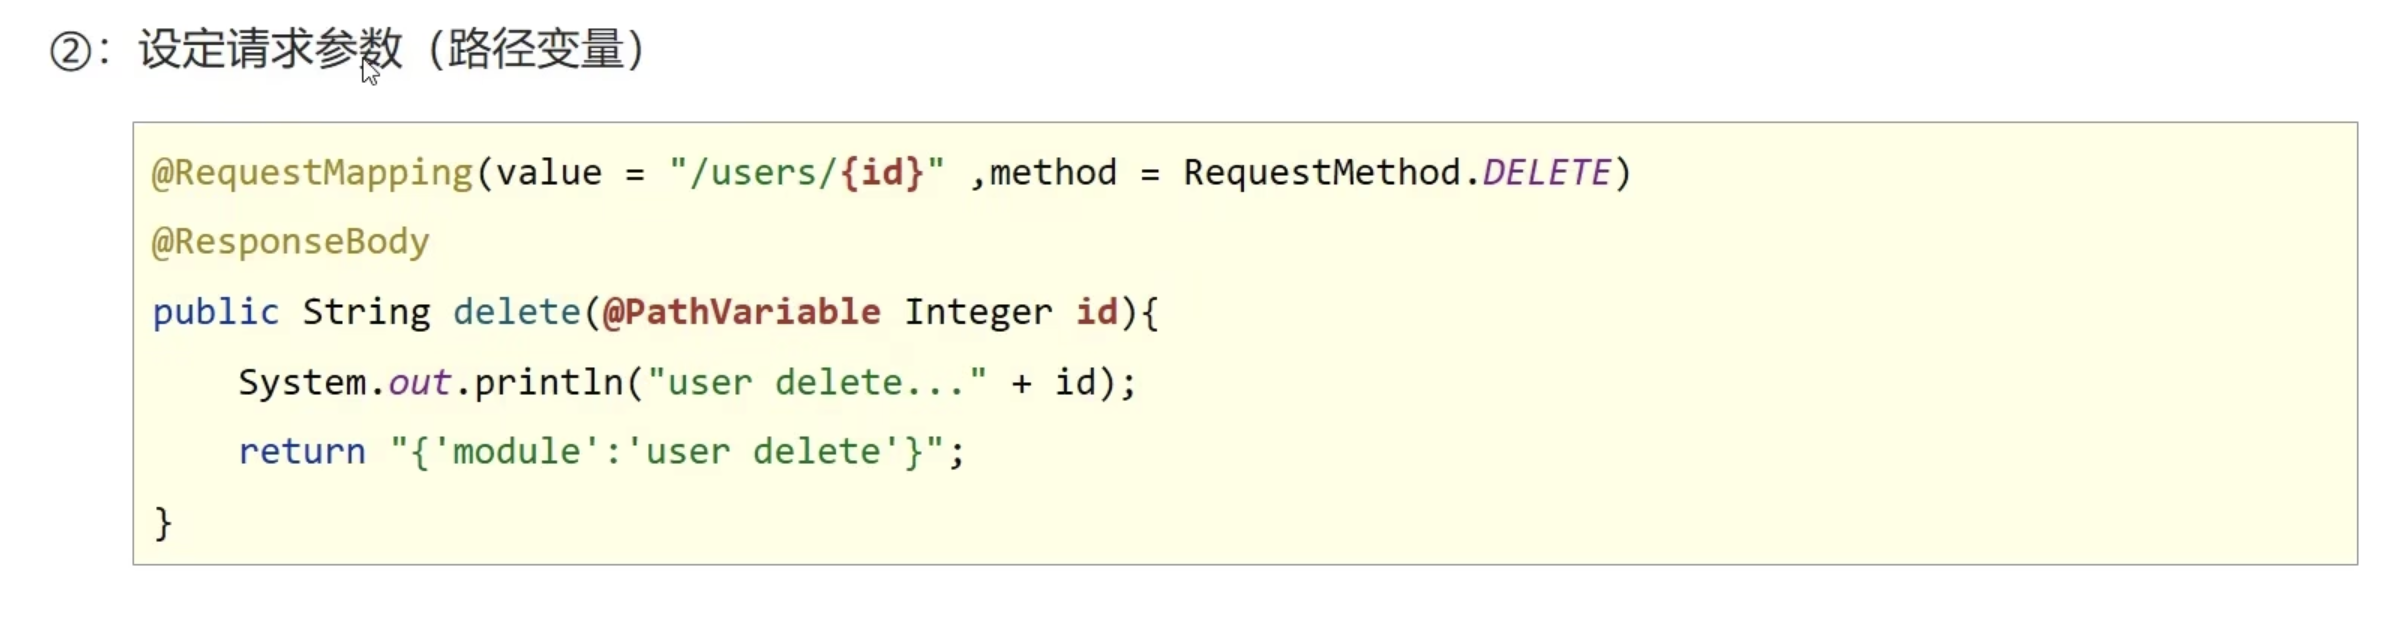 ②：设定请求参数（路径变量）
@RequestMapping(value = "/users/{id}" ,method = RequestMethod.DELETE)
@ResponseBody
public String delete(@PathVariable Integer id){
    System.out.println("user delete..." + id);
    return "{'module':'user delete'}";
}